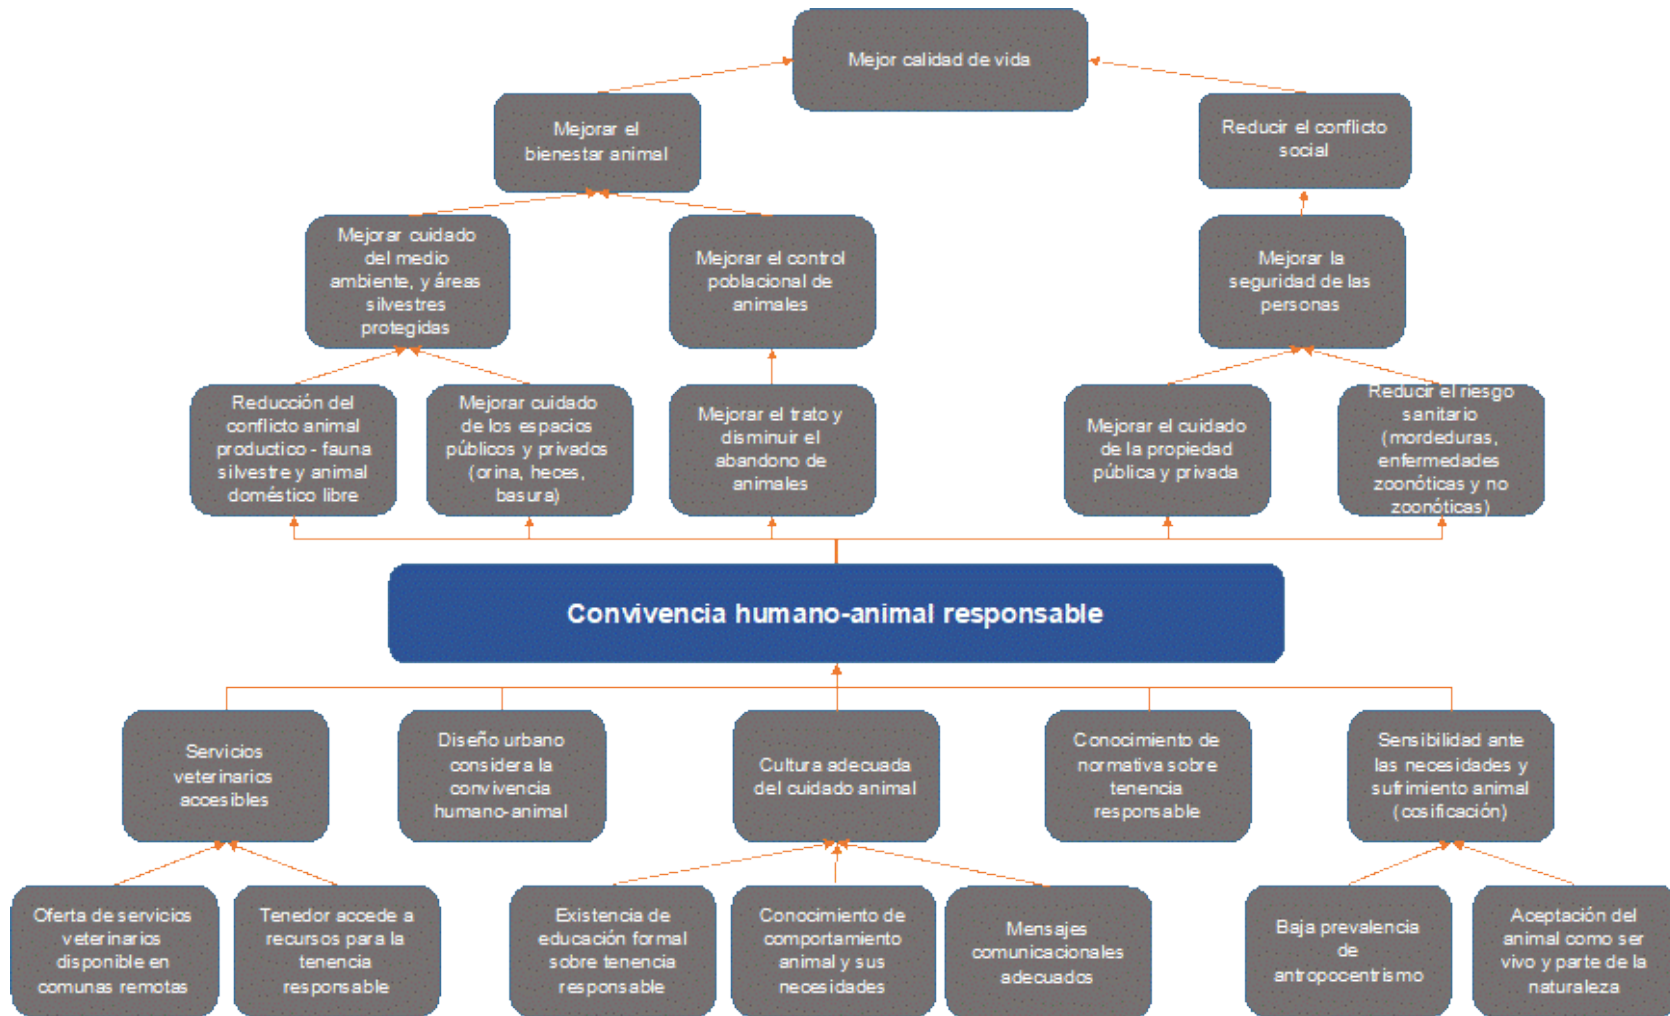 Mejor calidad de vida
Mejorar el
bienestar animal
Reducir el conflicto
social
Mejorar cuidado
del medio
ambiente, y áreas
silvestres
protegidas
Mejorar el control
poblacional de
animales
Mejorar la
seguridad de las
personas
Reducción del
conflicto animal
productico - fauna
silvestre y animal
doméstico libre
Mejorar cuidado
de los espacios
públicos y privados
(orina, heces,
basura)
Mejorar el trato y
disminuir el
abandono de
animales
Mejorar el cuidado
de la propiedad
pública y privada
Reducir el riesgo
sanitario
(mordeduras,
enfermedades
zoonóticas y no
zoonóticas)
Convivencia humano-animal responsable
Servicios
veterinarios
accesibles
Diseño urbano
considera la
convivencia
humano-animal
Cultura adecuada
del cuidado animal
Conocimiento de
normativa sobre
tenencia
responsable
Sensibilidad ante
las necesidades y
sufrimiento animal
(cosificación)
Oferta de servicios
veterinarios
disponible en
comunas remotas
Tenedor accede a
recursos para la
tenencia
responsable
Existencia de
educación formal
sobre tenencia
responsable
Conocimiento de
comportamiento
animal y sus
necesidades
Mensajes
comunicacionales
adecuados
Baja prevalencia
de
antropocentrismo
Aceptación del
animal como ser
vivo y parte de la
naturaleza